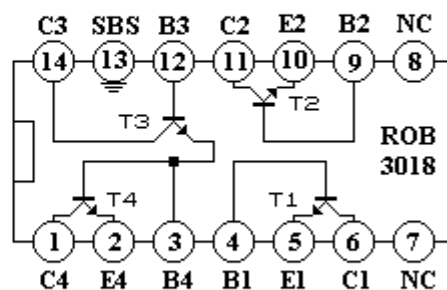 C3 SBS B3 C2 E2 B2 NC
14 13 12 11 10 9 8
T2
T3
ROB
3018
T4 T1
1 2 3 4 5 6 7
C4 E4 B4 B1 E1 C1 NC